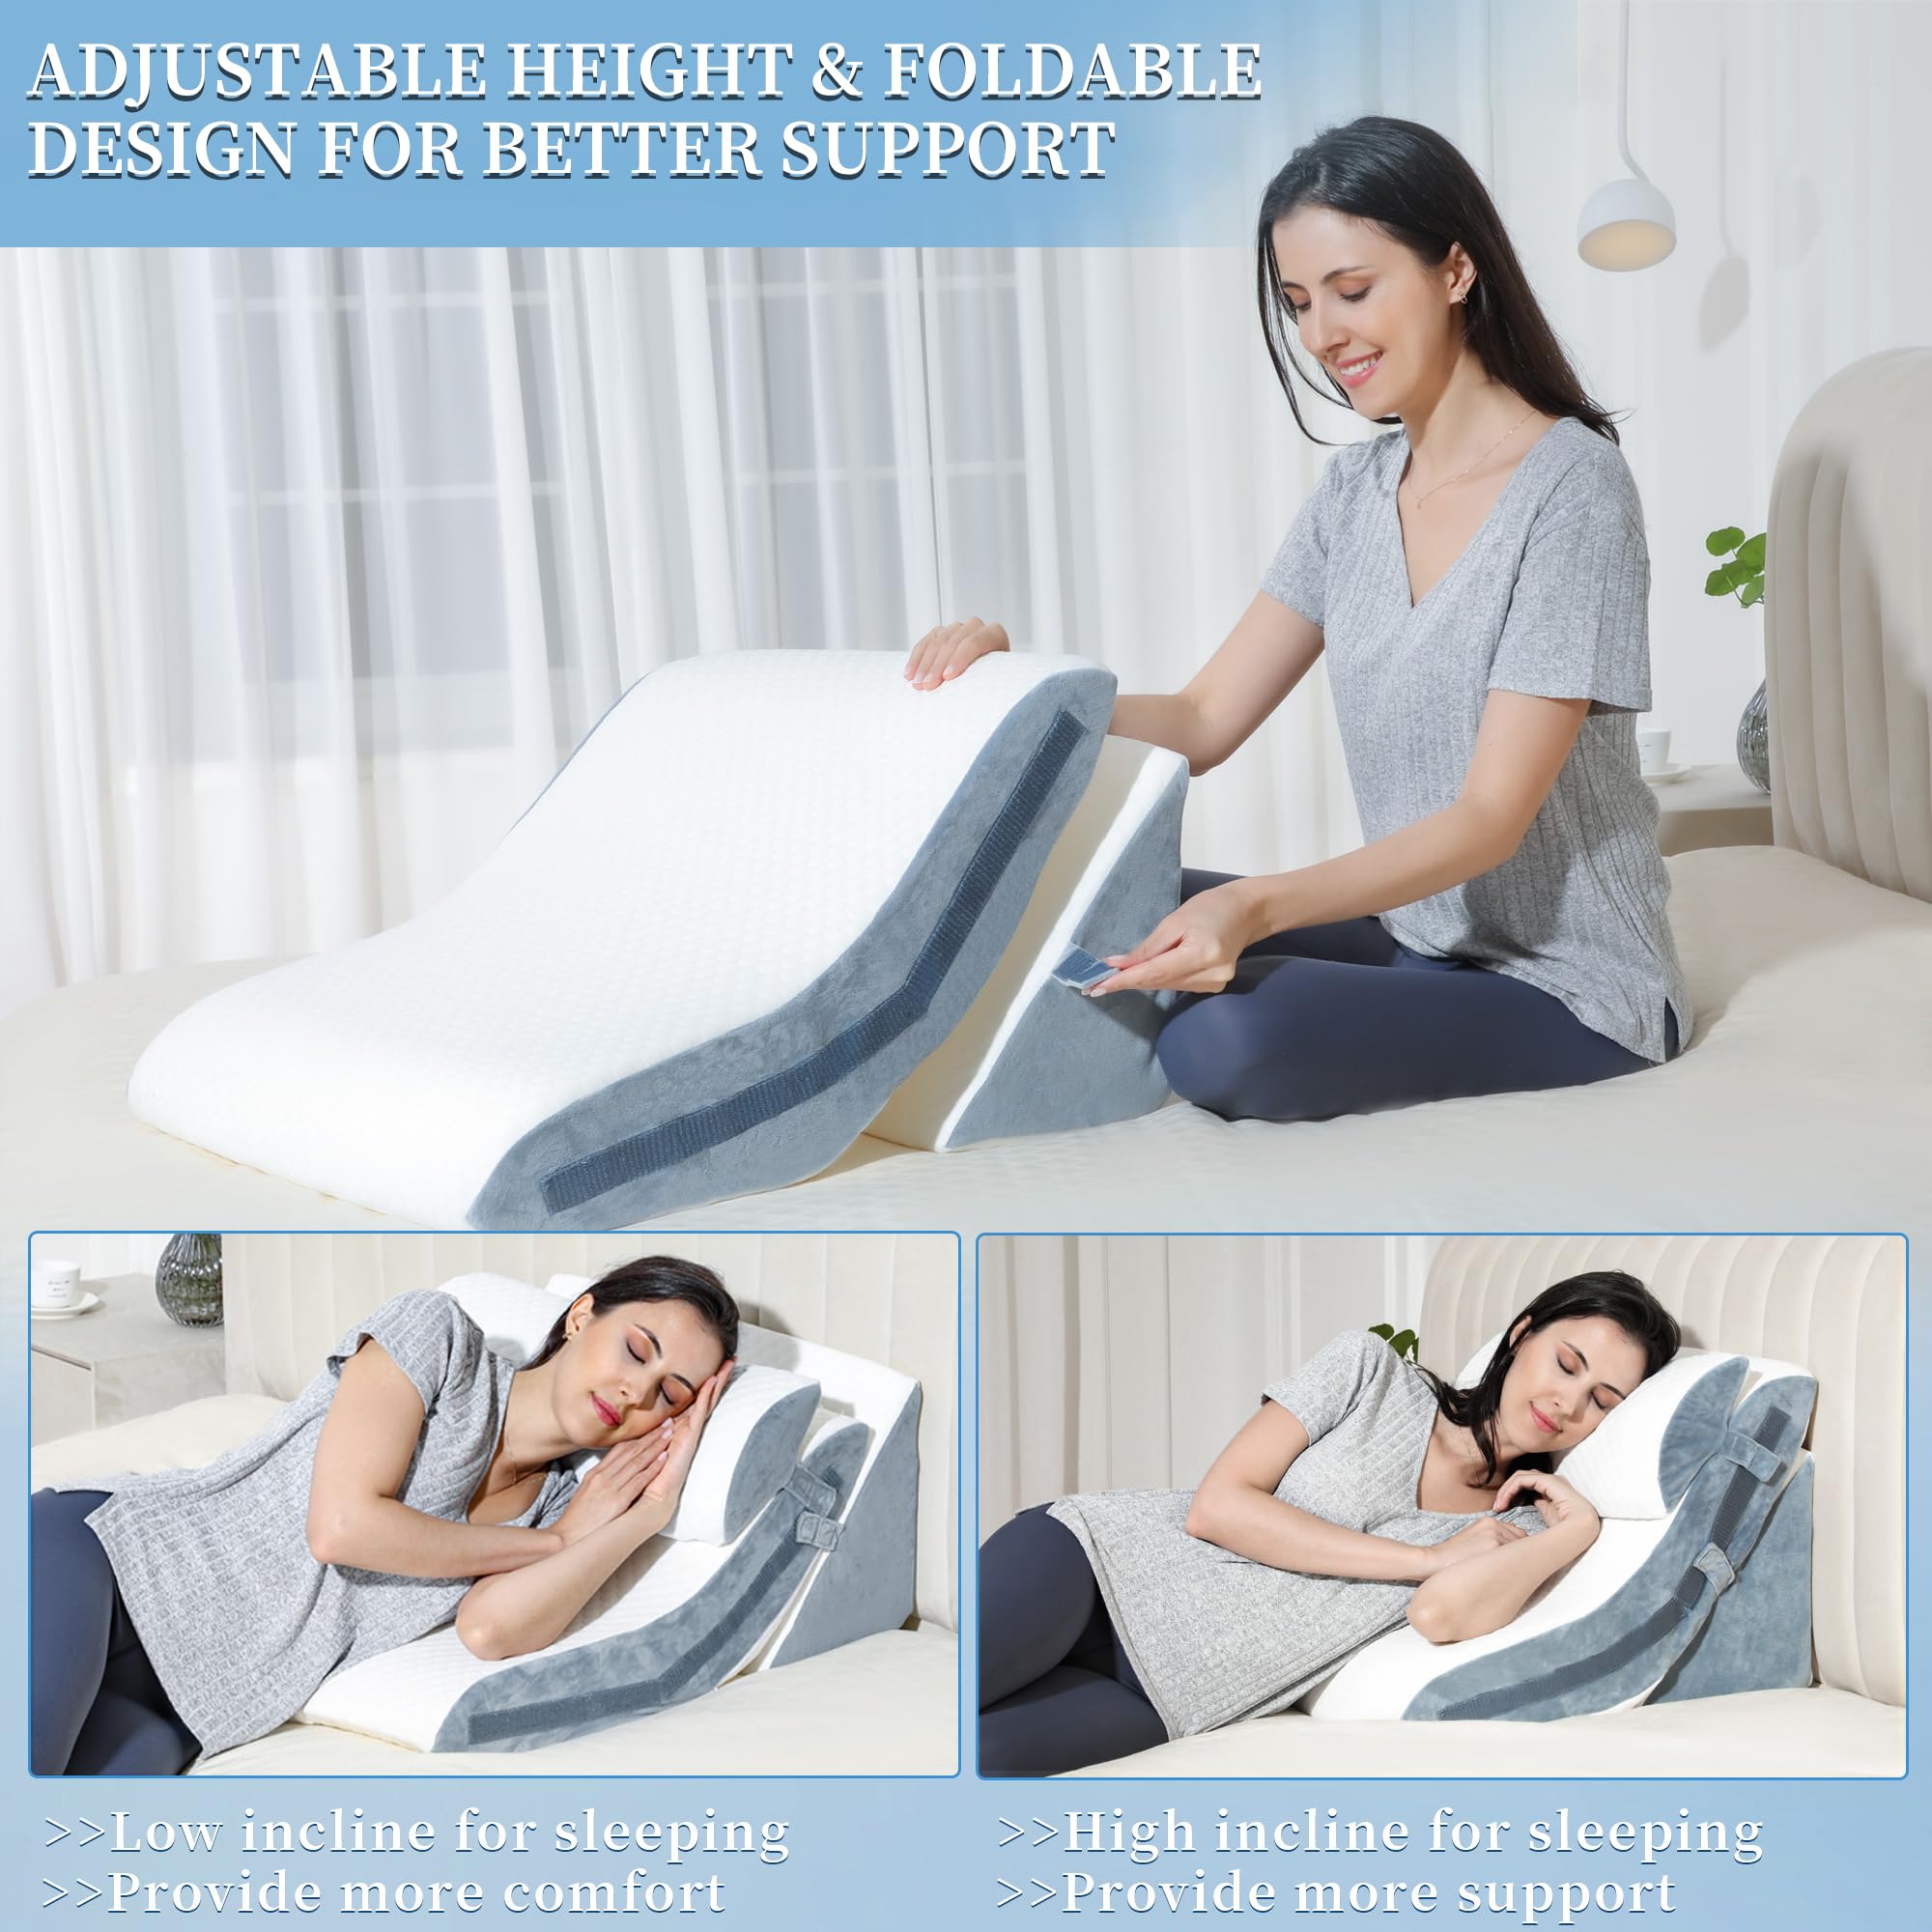 ADJUSTABLE HEIGHT & FOLDABLE
DESIGN FOR BETTER SUPPORT
>>Low incline for sleeping
>>Provide more comfort
>>High incline for sleeping
>>Provide more support